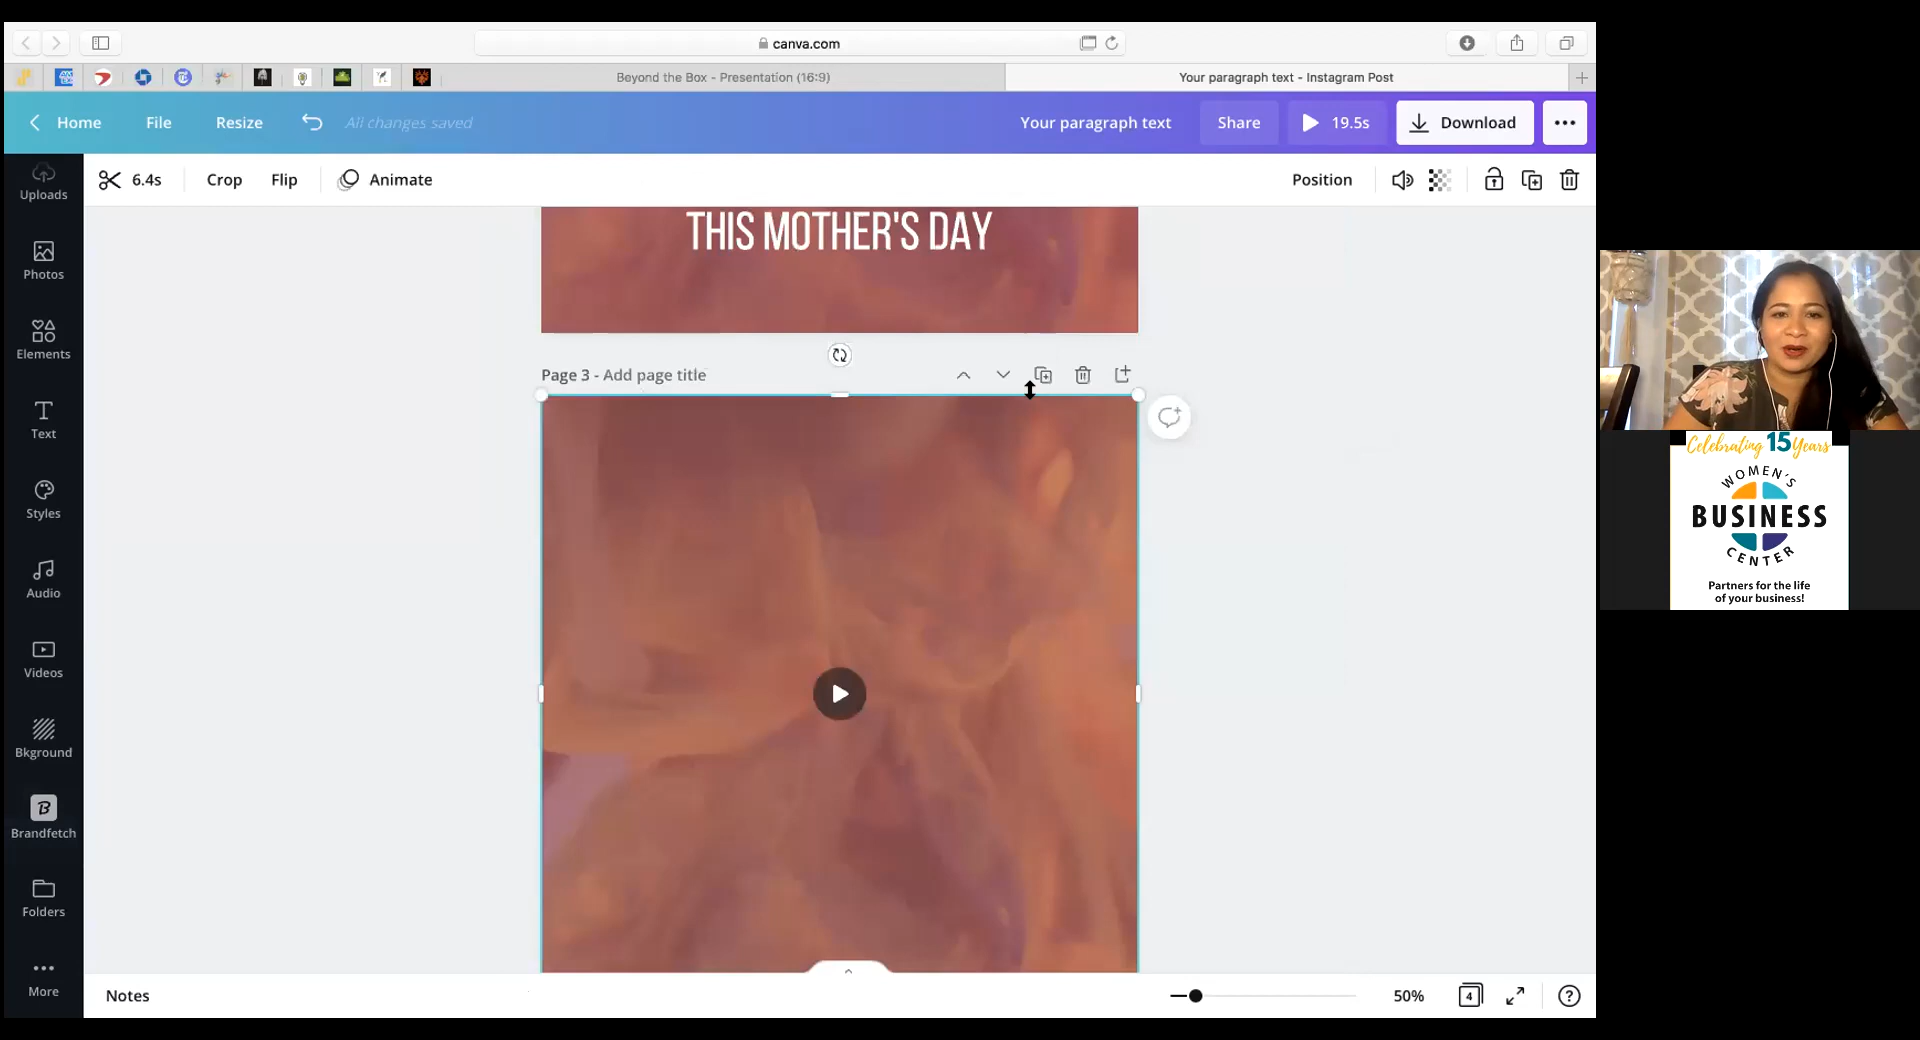 canva.com
Beyond the Box - Presentation (16:9)
Your paragraph text - Instagram Post
Home
File
Resize
All changes saved
Your paragraph text
Share
19.5s
Download
6.4s
Crop
Flip
Animate
Position
Uploads
Photos
Elements
Text
Styles
Audio
Videos
Bkground
Brandfetch
Folders
More
THIS MOTHER'S DAY
Page 3 - Add page title
Notes
50%
4
Celebrating 15 Years
WOMEN'S
BUSINESS
CENTER
Partners for the life
of your business!